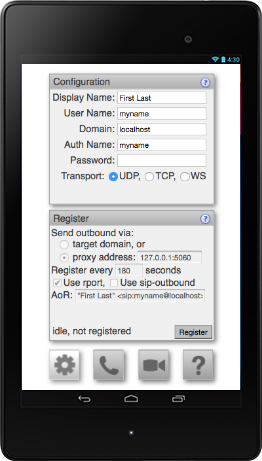 4:30
Configuration ?
Display Name: First Last
User Name: myname
Domain: localhost
Auth Name: myname
Password:
Transport: UDP, TCP, WS
Register ?
Send outbound via:
target domain, or
proxy address: 127.0.0.1:5060
Register every 180 seconds
Use rport, Use sip-outbound
AoR: "First Last" <sip:myname@localhost>
idle, not registered Register
?